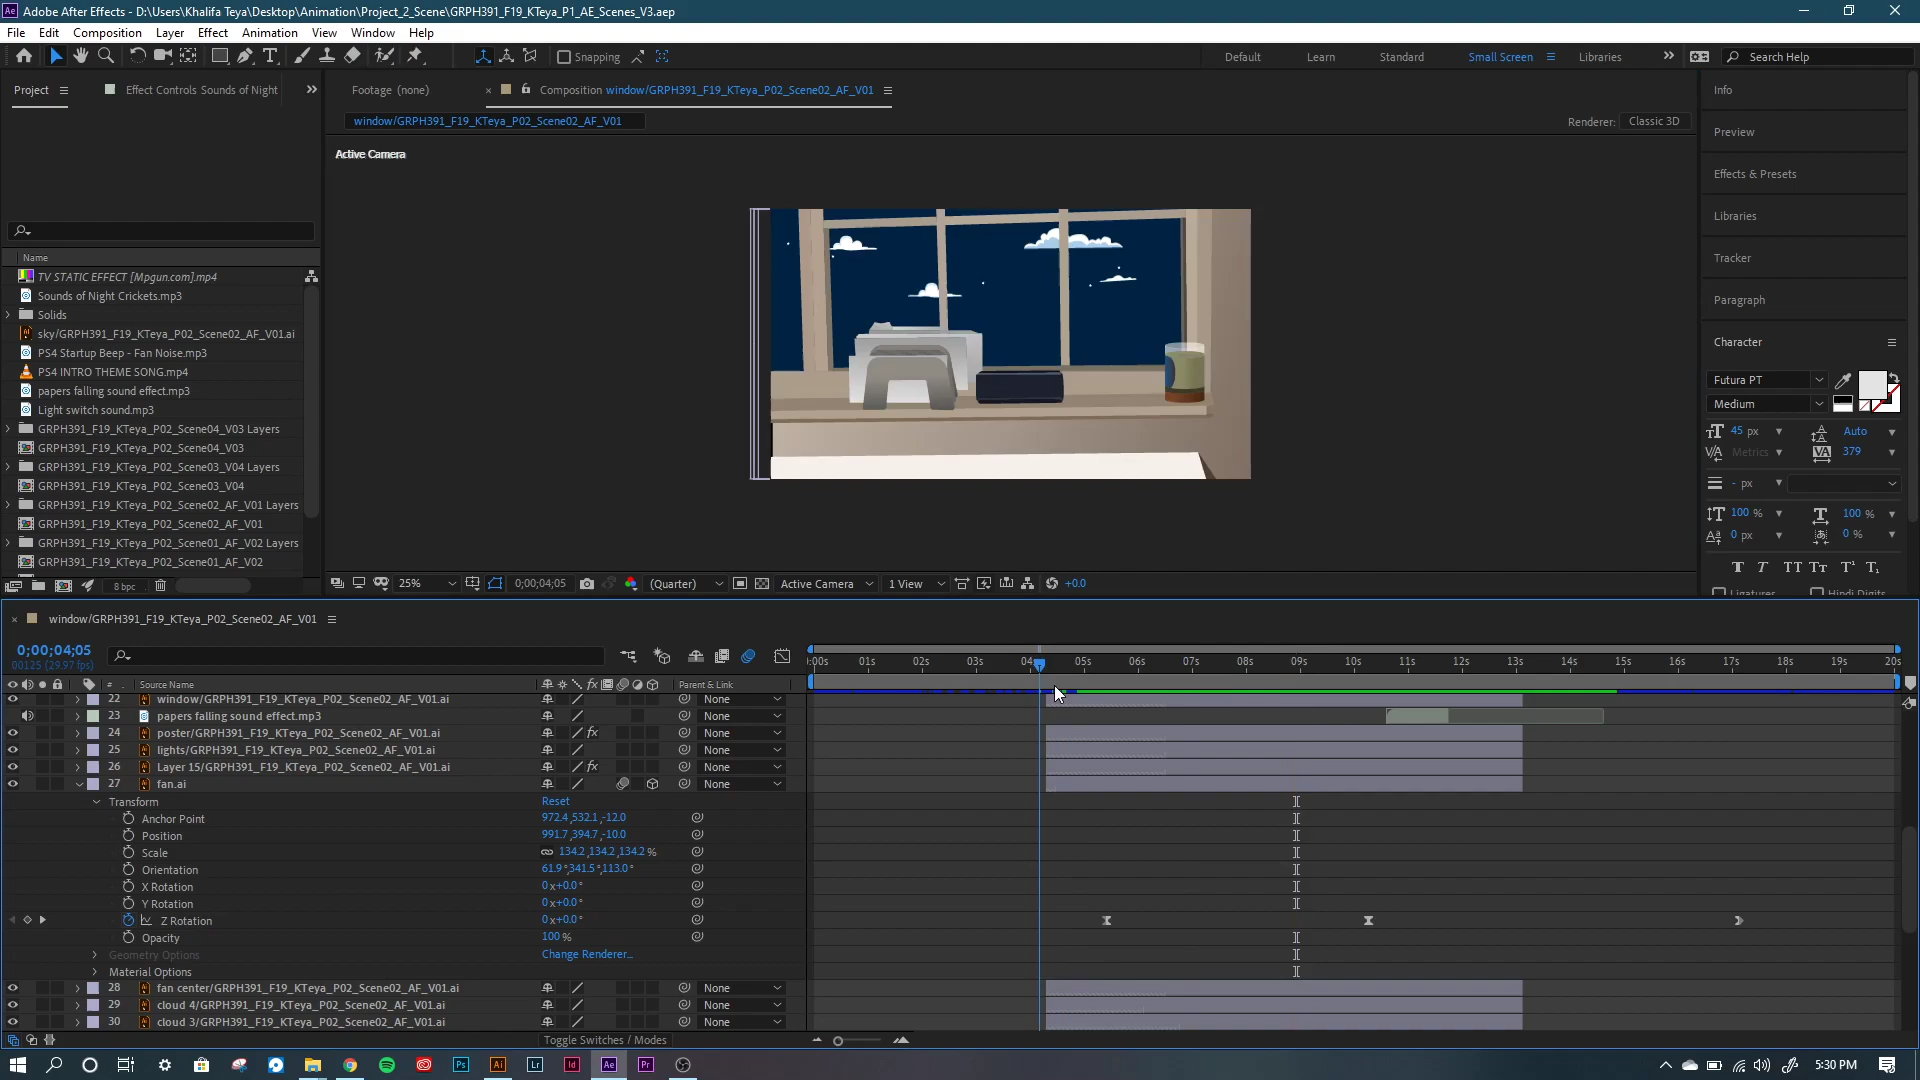 Ae Adobe After Effects - D:\Users\Khalifa Teya\Desktop\Animation\Project_2_Scene\GRPH391_F19_KTeya_P1_AE_Scenes_V3.aep
File Edit Composition Layer Effect Animation View Window Help
Snapping Default Learn Standard Small Screen Libraries Search Help
Project Effect Controls Sounds of Night Footage (none) Composition window/GRPH391_F19_KTeya_P02_Scene02_AF_V01
window/GRPH391_F19_KTeya_P02_Scene02_AF_V01 Renderer: Classic 3D
Active Camera
Info
Preview
Effects & Presets
Libraries
Tracker
Paragraph
Character
Futura PT
Medium
45 px Auto
Metrics 379
- px
100 % 100 %
0 px 0 %
Ligatures Hindi Digits
Name
TV STATIC EFFECT [Mpgun.com].mp4
Sounds of Night Crickets.mp3
Solids
sky/GRPH391_F19_KTeya_P02_Scene02_AF_V01.ai
PS4 Startup Beep - Fan Noise.mp3
PS4 INTRO THEME SONG.mp4
papers falling sound effect.mp3
Light switch sound.mp3
GRPH391_F19_KTeya_P02_Scene04_V03 Layers
GRPH391_F19_KTeya_P02_Scene04_V03
GRPH391_F19_KTeya_P02_Scene03_V04 Layers
GRPH391_F19_KTeya_P02_Scene03_V04
GRPH391_F19_KTeya_P02_Scene02_AF_V01 Layers
GRPH391_F19_KTeya_P02_Scene02_AF_V01
GRPH391_F19_KTeya_P02_Scene01_AF_V02 Layers
GRPH391_F19_KTeya_P02_Scene01_AF_V02
8 bpc 25% 0;00;04;05 (Quarter) Active Camera 1 View +0.0
window/GRPH391_F19_KTeya_P02_Scene02_AF_V01
0;00;04;05
00125 (29.97 fps)
:00s 01s 02s 03s 04 05s 06s 07s 08s 09s 10s 11s 12s 13s 14s 15s 16s 17s 18s 19s 20s
# Source Name Parent & Link
22 window/GRPH391_F19_KTeya_P02_Scene02_AF_V01.ai None
23 papers falling sound effect.mp3 None
24 poster/GRPH391_F19_KTeya_P02_Scene02_AF_V01.ai fx None
25 lights/GRPH391_F19_KTeya_P02_Scene02_AF_V01.ai None
26 Layer 15/GRPH391_F19_KTeya_P02_Scene02_AF_V01.ai fx None
27 fan.ai None
Transform Reset
Anchor Point 972.4,532.1,-12.0
Position 991.7,394.7,-10.0
Scale 134.2,134.2,134.2 %
Orientation 61.9°,341.5°,113.0°
X Rotation 0x+0.0°
Y Rotation 0x+0.0°
Z Rotation 0x+0.0°
Opacity 100 %
Geometry Options Change Renderer...
Material Options
28 fan center/GRPH391_F19_KTeya_P02_Scene02_AF_V01.ai None
29 cloud 4/GRPH391_F19_KTeya_P02_Scene02_AF_V01.ai None
30 cloud 3/GRPH391_F19_KTeya_P02_Scene02_AF_V01.ai None
Toggle Switches / Modes
Ps Ai Lr Id Ae Pr 5:30 PM